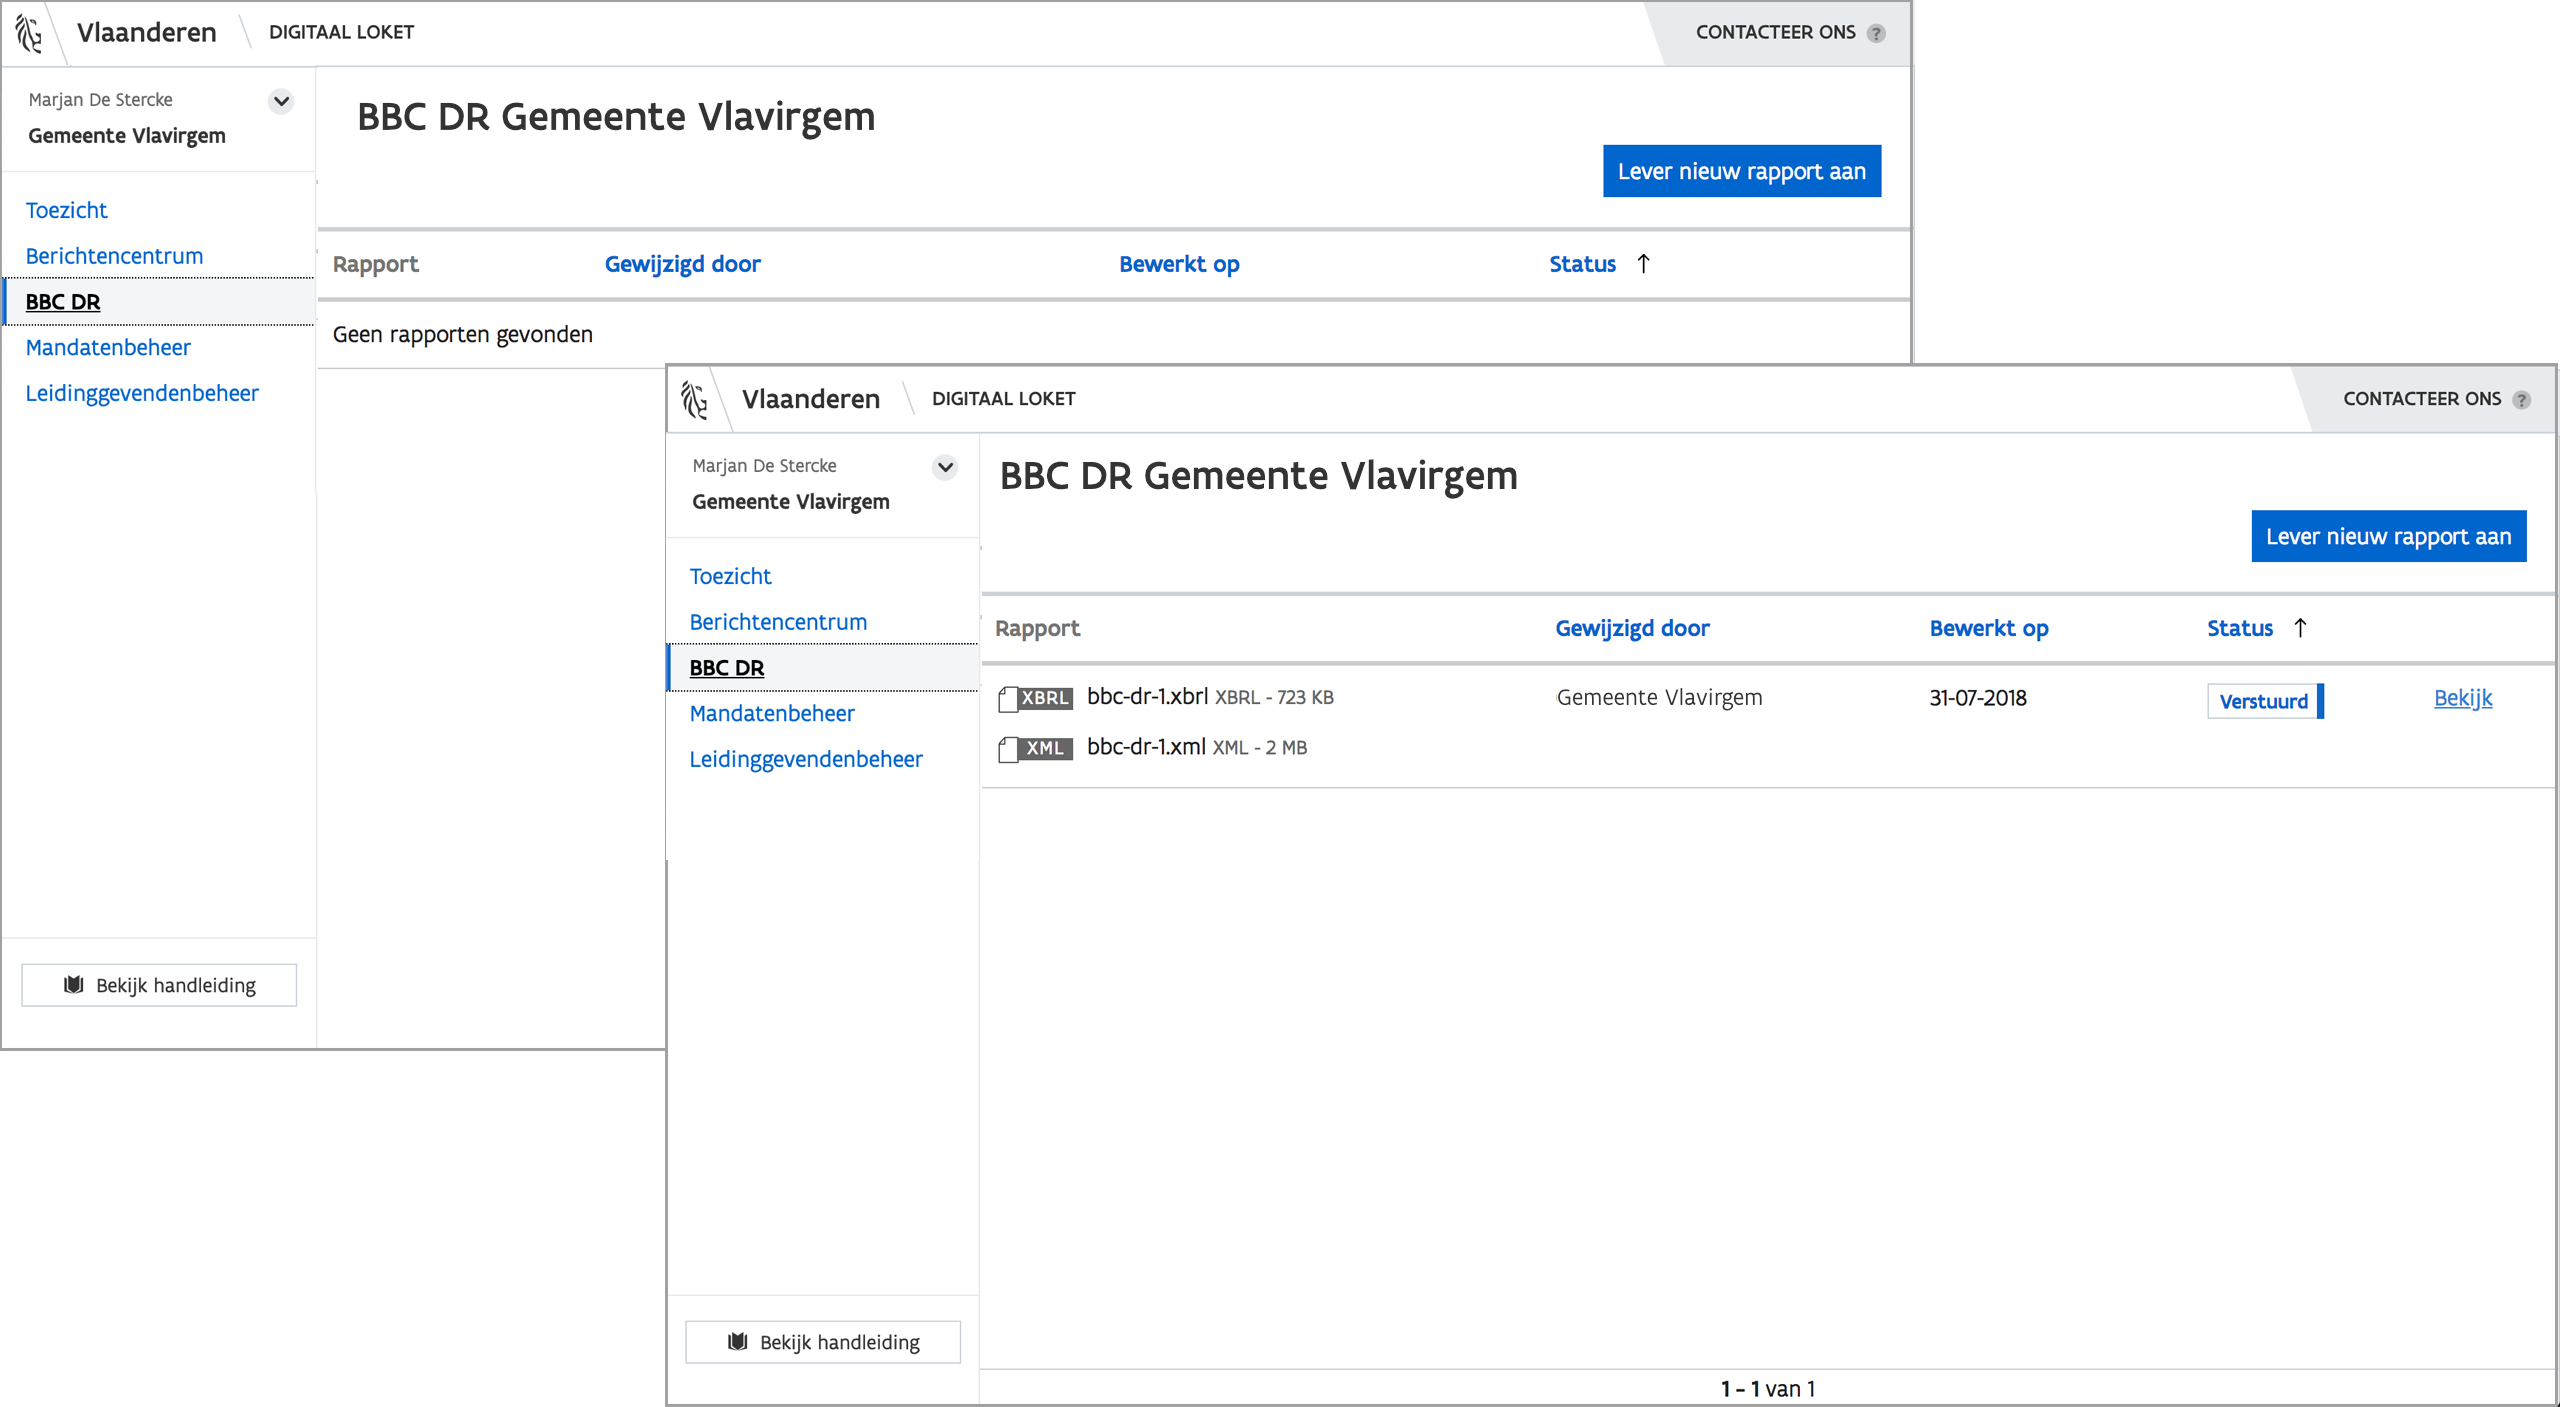 Vlaanderen DIGITAAL LOKET CONTACTEER ONS ?
Marjan De Stercke
Gemeente Vlavirgem
Toezicht
Berichtencentrum
BBC DR
Mandatenbeheer
Leidinggevendenbeheer
Bekijk handleiding
BBC DR Gemeente Vlavirgem
Lever nieuw rapport aan
Rapport Gewijzigd door Bewerkt op Status ↑
Geen rapporten gevonden
Vlaanderen DIGITAAL LOKET CONTACTEER ONS ?
Marjan De Stercke
Gemeente Vlavirgem
Toezicht
Berichtencentrum
BBC DR
Mandatenbeheer
Leidinggevendenbeheer
Bekijk handleiding
BBC DR Gemeente Vlavirgem
Lever nieuw rapport aan
Rapport Gewijzigd door Bewerkt op Status ↑
XBRL bbc-dr-1.xbrl XBRL - 723 KB Gemeente Vlavirgem 31-07-2018 Verstuurd Bekijk
XML bbc-dr-1.xml XML - 2 MB
1 - 1 van 1